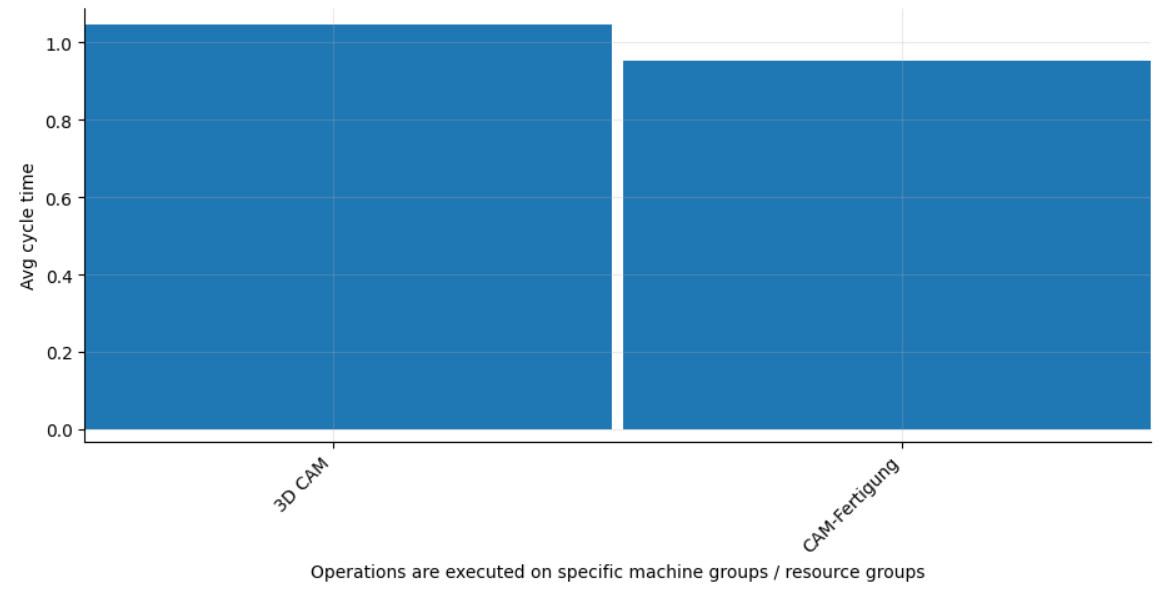 1.0
0.8
0.6
0.4
0.2
0.0
Avg cycle time
3D CAM
CAM-Fertigung
Operations are executed on specific machine groups / resource groups